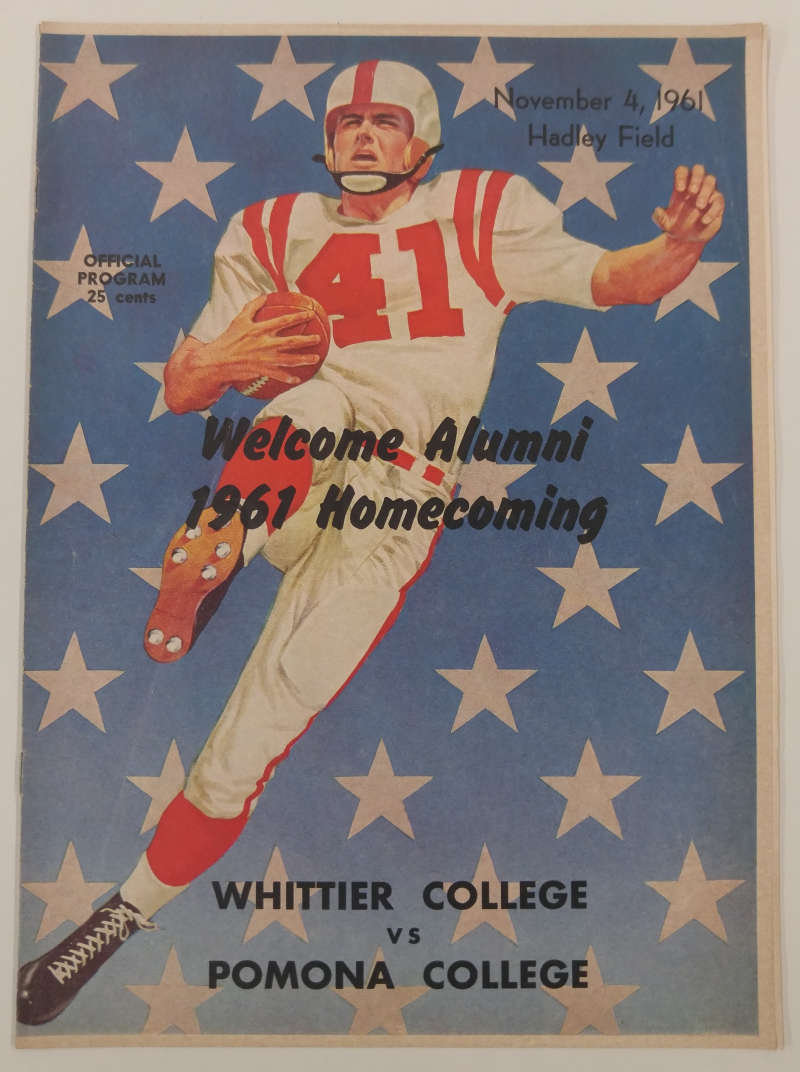 November 4, 1961
Hadley Field
OFFICIAL
PROGRAM
25 cents
41
Welcome Alumni
1961 Homecoming
WHITTIER COLLEGE
VS
POMONA COLLEGE